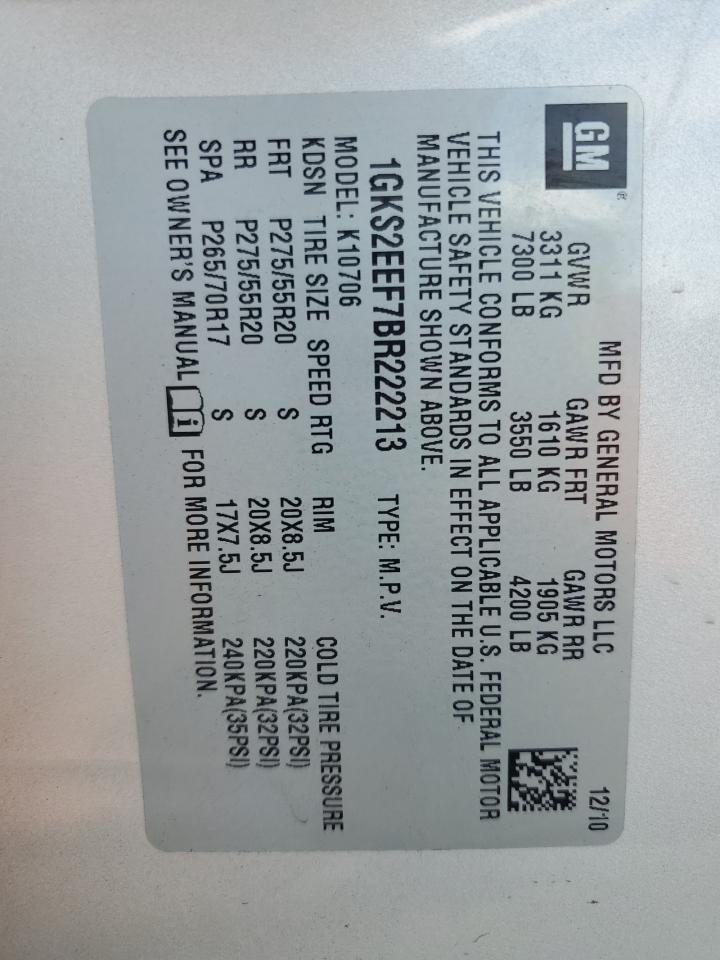 GM ®
MFD BY GENERAL MOTORS LLC 12/10
GVWR GAWR FRT GAWR RR
3311 KG 1610 KG 1905 KG
7300 LB 3550 LB 4200 LB
THIS VEHICLE CONFORMS TO ALL APPLICABLE U.S. FEDERAL MOTOR
VEHICLE SAFETY STANDARDS IN EFFECT ON THE DATE OF
MANUFACTURE SHOWN ABOVE.
1GKS2EEF7BR222213 TYPE: M.P.V.
MODEL: K10706
KDSN TIRE SIZE SPEED RTG RIM COLD TIRE PRESSURE
FRT P275/55R20 S 20X8.5J 220KPA(32PSI)
RR P275/55R20 S 20X8.5J 220KPA(32PSI)
SPA P265/70R17 S 17X7.5J 240KPA(35PSI)
SEE OWNER'S MANUAL i FOR MORE INFORMATION.